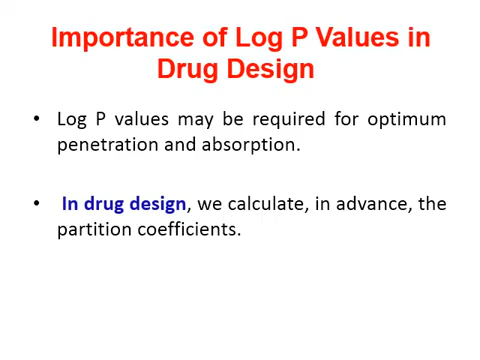 Importance of Log P Values in
Drug Design
• Log P values may be required for optimum
penetration and absorption.
• In drug design, we calculate, in advance, the
partition coefficients.